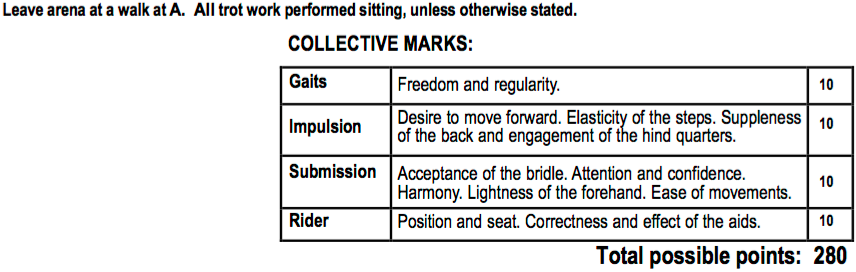 Leave arena at a walk at A. All trot work performed sitting, unless otherwise stated.
COLLECTIVE MARKS:
Gaits Freedom and regularity. 10
Impulsion Desire to move forward. Elasticity of the steps. Suppleness of the back and engagement of the hind quarters. 10
Submission Acceptance of the bridle. Attention and confidence. Harmony. Lightness of the forehand. Ease of movements. 10
Rider Position and seat. Correctness and effect of the aids. 10
Total possible points: 280